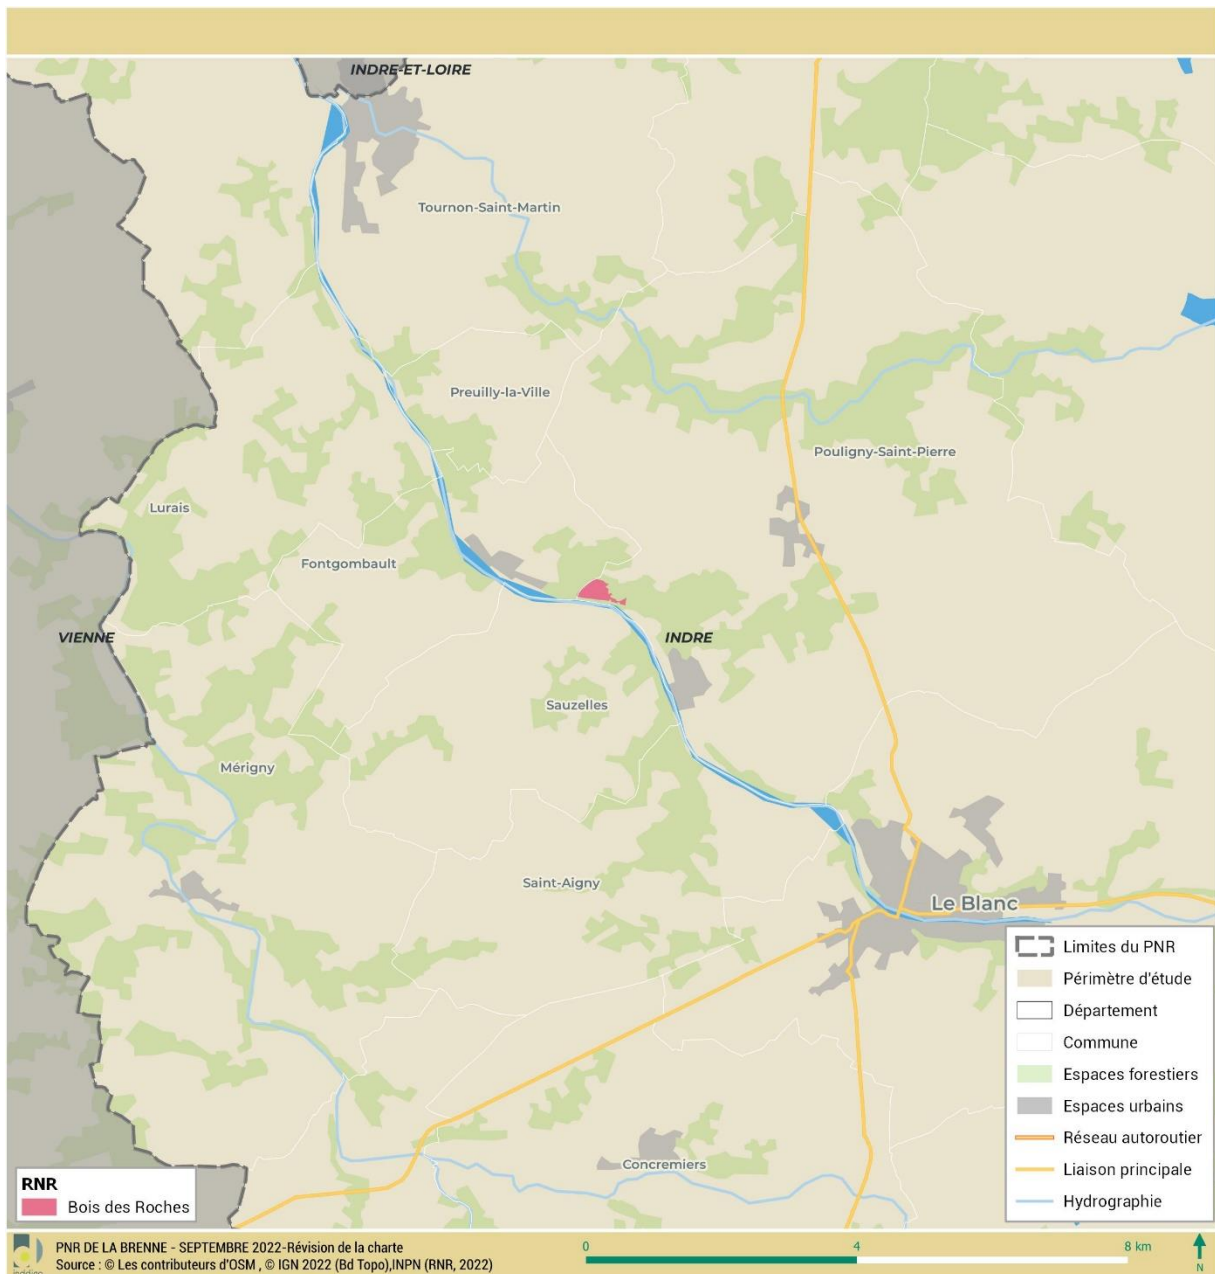 INDRE-ET-LOIRE
Tournon-Saint-Martin
Preuilly-la-Ville
Pouligny-Saint-Pierre
Lurais
Fontgombault
VIENNE
INDRE
Sauzelles
Mérigny
Saint-Aigny
Le Blanc
Concremiers
Limites du PNR
Périmètre d'étude
Département
Commune
Espaces forestiers
Espaces urbains
Réseau autoroutier
Liaison principale
Hydrographie
RNR
Bois des Roches
PNR DE LA BRENNE - SEPTEMBRE 2022-Révision de la charte
Source : © Les contributeurs d'OSM , © IGN 2022 (Bd Topo),INPN (RNR, 2022)
0 4 8 km
N